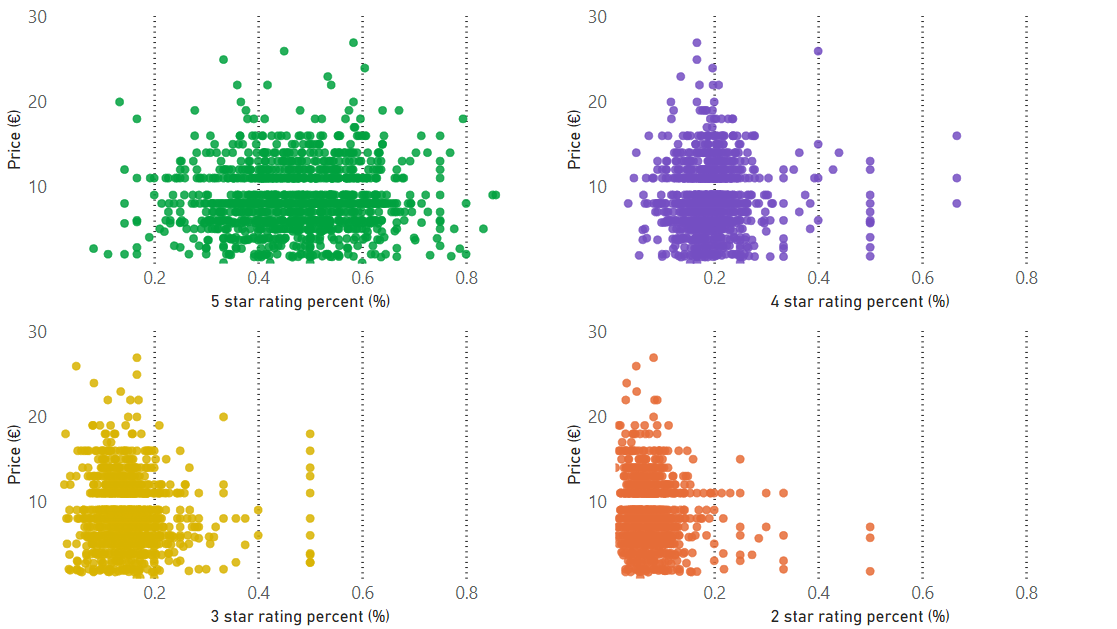 30
20
10
Price (€)
0.2 0.4 0.6 0.8
5 star rating percent (%)
30
20
10
Price (€)
0.2 0.4 0.6 0.8
4 star rating percent (%)
30
20
10
Price (€)
0.2 0.4 0.6 0.8
3 star rating percent (%)
30
20
10
Price (€)
0.2 0.4 0.6 0.8
2 star rating percent (%)